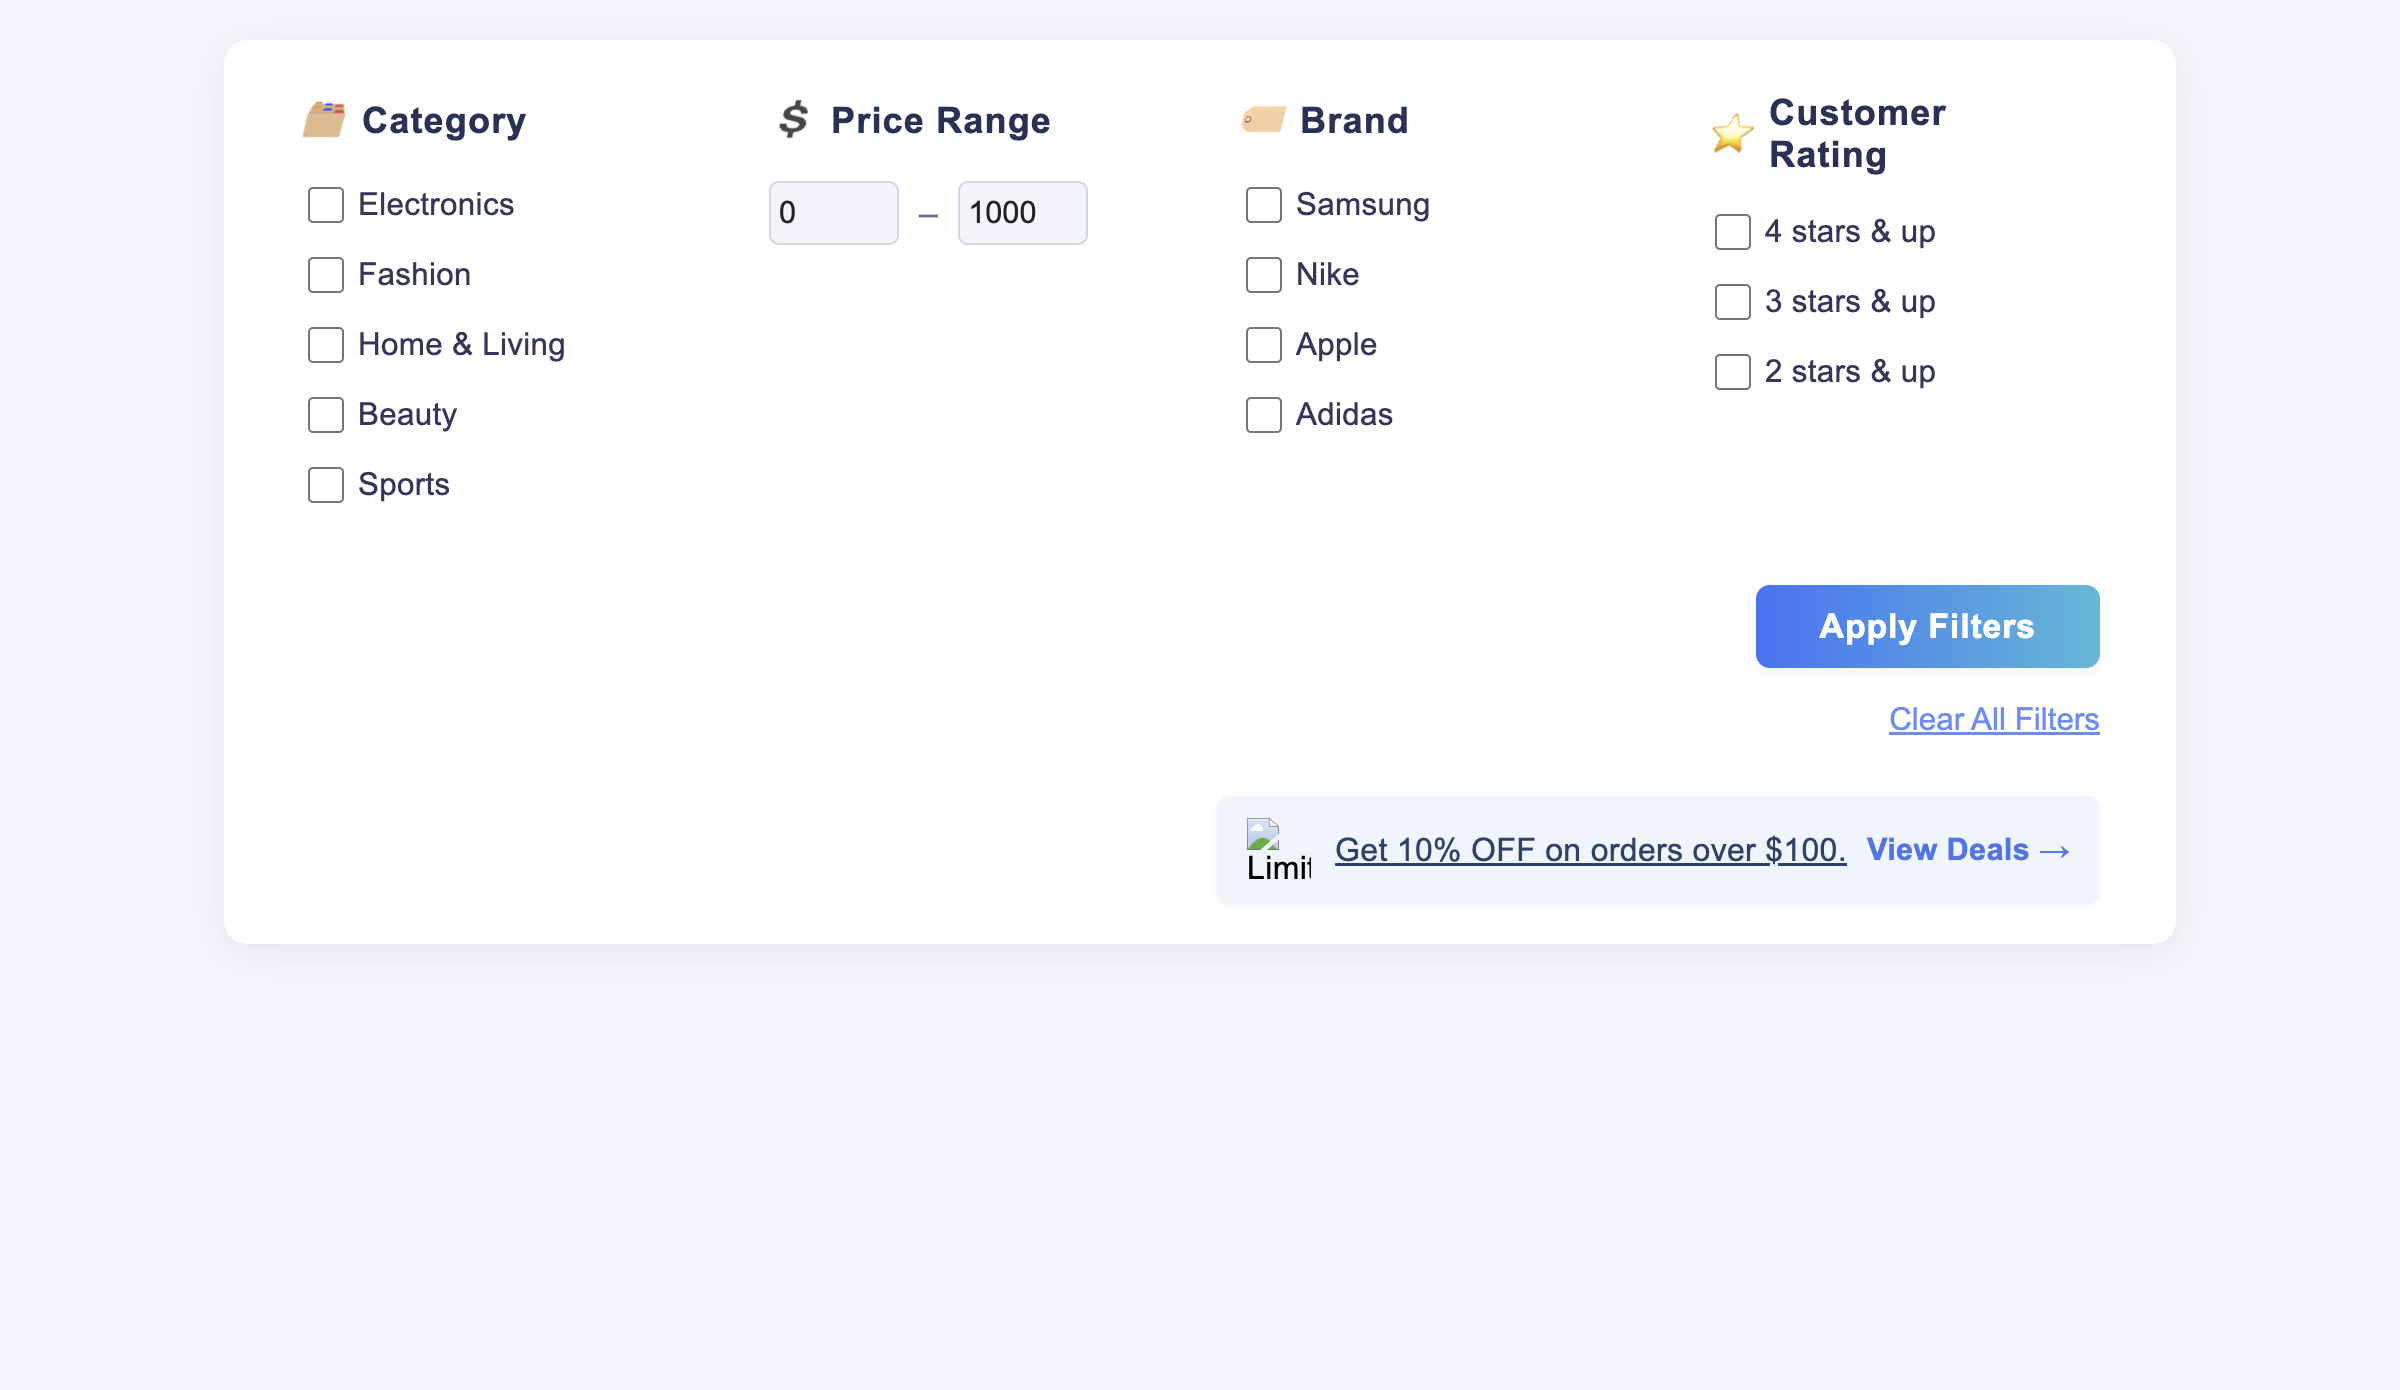 Category
Electronics
Fashion
Home & Living
Beauty
Sports
Price Range
0 – 1000
Brand
Samsung
Nike
Apple
Adidas
Customer
Rating
4 stars & up
3 stars & up
2 stars & up
Apply Filters
Clear All Filters
Limit
Get 10% OFF on orders over $100. View Deals →